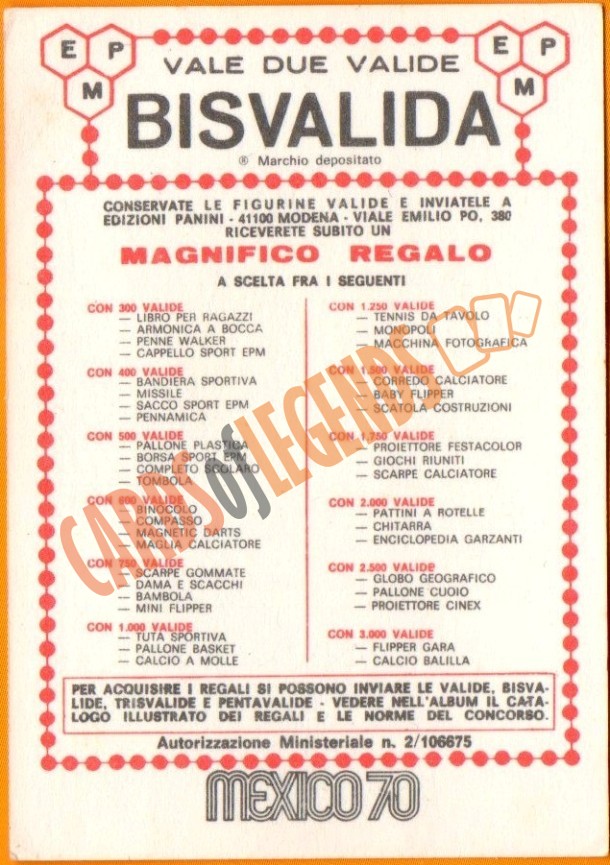 E P M
E P M
VALE DUE VALIDE
BISVALIDA
® Marchio depositato
CONSERVATE LE FIGURINE VALIDE E INVIATELE A
EDIZIONI PANINI - 41100 MODENA - VIALE EMILIO PO, 380
RICEVERETE SUBITO UN
MAGNIFICO REGALO
A SCELTA FRA I SEGUENTI
CON 300 VALIDE
— LIBRO PER RAGAZZI
— ARMONICA A BOCCA
— PENNE WALKER
— CAPPELLO SPORT EPM
CON 400 VALIDE
— BANDIERA SPORTIVA
— MISSILE
— SACCO SPORT EPM
— PENNAMICA
CON 500 VALIDE
— PALLONE PLASTICA
— BORSA SPORT EPM
— COMPLETO SCOLARO
— TOMBOLA
CON 600 VALIDE
— BINOCOLO
— COMPASSO
— MAGNETIC DARTS
— MAGLIA CALCIATORE
CON 750 VALIDE
— SCARPE GOMMATE
— DAMA E SCACCHI
— BAMBOLA
— MINI FLIPPER
CON 1.000 VALIDE
— TUTA SPORTIVA
— PALLONE BASKET
— CALCIO A MOLLE
CON 1.250 VALIDE
— TENNIS DA TAVOLO
— MONOPOLI
— MACCHINA FOTOGRAFICA
CON 1.500 VALIDE
— CORREDO CALCIATORE
— BABY FLIPPER
— SCATOLA COSTRUZIONI
CON 1.750 VALIDE
— PROIETTORE FESTACOLOR
— GIOCHI RIUNITI
— SCARPE CALCIATORE
CON 2.000 VALIDE
— PATTINI A ROTELLE
— CHITARRA
— ENCICLOPEDIA GARZANTI
CON 2.500 VALIDE
— GLOBO GEOGRAFICO
— PALLONE CUOIO
— PROIETTORE CINEX
CON 3.000 VALIDE
— FLIPPER GARA
— CALCIO BALILLA
CARDS OF LEGENDS
PER ACQUISIRE I REGALI SI POSSONO INVIARE LE VALIDE, BISVA-
LIDE, TRISVALIDE E PENTAVALIDE - VEDERE NELL'ALBUM IL CATA-
LOGO ILLUSTRATO DEI REGALI E LE NORME DEL CONCORSO.
Autorizzazione Ministeriale n. 2/106675
MEXICO 70